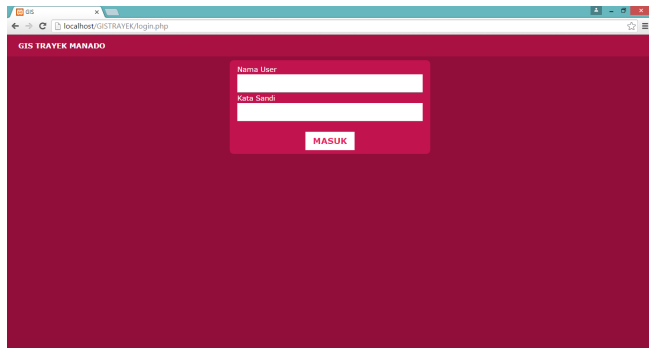 GIS
localhost/GISTRAYEK/login.php
GIS TRAYEK MANADO
Nama User
Kata Sandi
MASUK